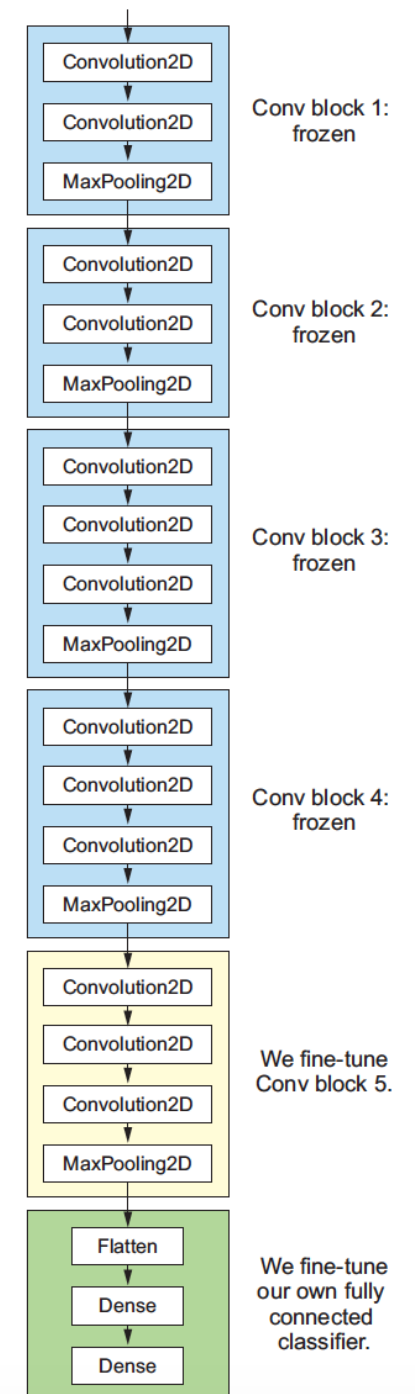 Convolution2D
Convolution2D
MaxPooling2D
Conv block 1:
frozen
Convolution2D
Convolution2D
MaxPooling2D
Conv block 2:
frozen
Convolution2D
Convolution2D
Convolution2D
MaxPooling2D
Conv block 3:
frozen
Convolution2D
Convolution2D
Convolution2D
MaxPooling2D
Conv block 4:
frozen
Convolution2D
Convolution2D
Convolution2D
MaxPooling2D
We fine-tune
Conv block 5.
Flatten
Dense
Dense
We fine-tune
our own fully
connected
classifier.